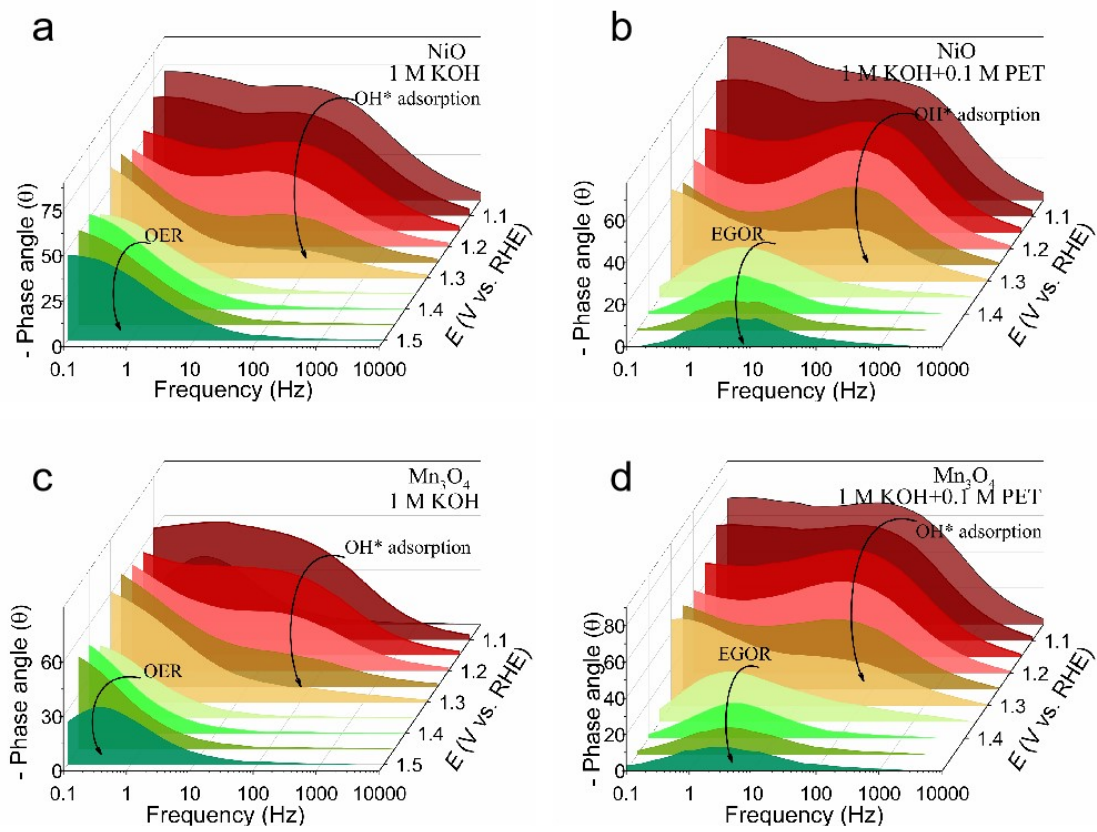 a
NiO
1 M KOH
OH* adsorption
OER
- Phase angle (θ)
75
50
25
0
0.1 1 10 100 1000 10000
Frequency (Hz)
1.1
1.2
1.3
1.4
1.5
E (V vs. RHE)
b
NiO
1 M KOH+0.1 M PET
OH* adsorption
EGOR
- Phase angle (θ)
60
40
20
0
0.1 1 10 100 1000 10000
Frequency (Hz)
1.1
1.2
1.3
1.4
E (V vs. RHE)
c
Mn₃O₄
1 M KOH
OH* adsorption
OER
- Phase angle (θ)
60
30
0
0.1 1 10 100 1000 10000
Frequency (Hz)
1.1
1.2
1.3
1.4
1.5
E (V vs. RHE)
d
Mn₃O₄
1 M KOH+0.1 M PET
OH* adsorption
EGOR
- Phase angle (θ)
80
60
40
20
0
0.1 1 10 100 1000 10000
Frequency (Hz)
1.1
1.2
1.3
1.4
E (V vs. RHE)